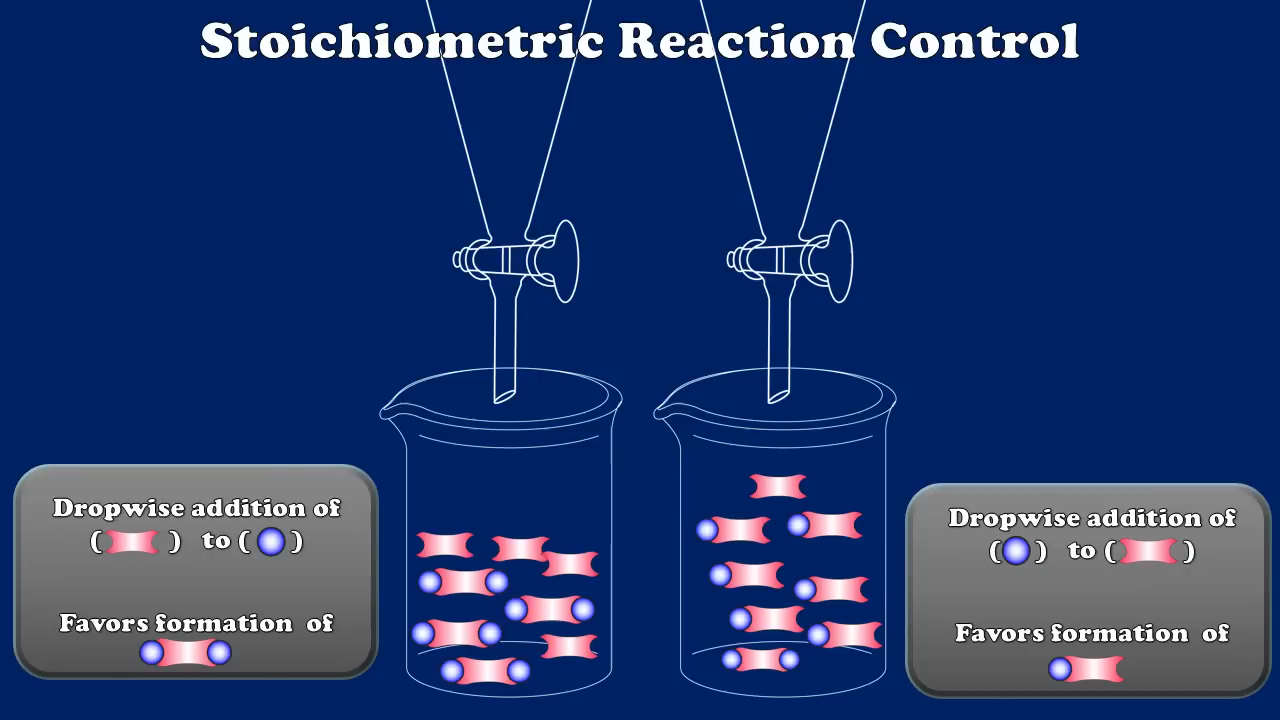 Stoichiometric Reaction Control
Dropwise addition of
( ) to ( )
Favors formation of
Dropwise addition of
( ) to ( )
Favors formation of